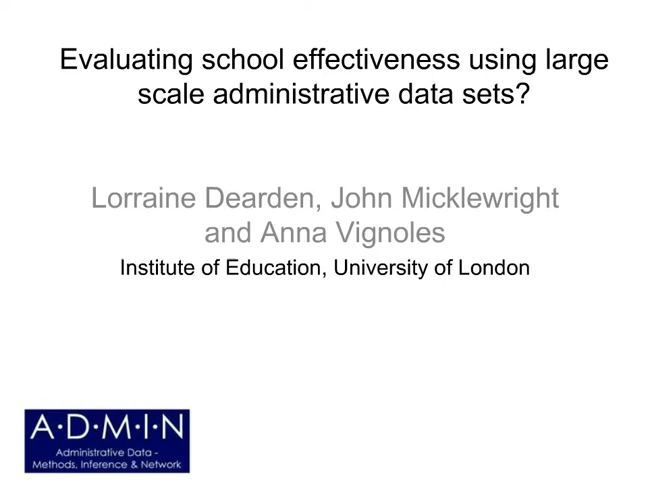 Evaluating school effectiveness using large
scale administrative data sets?
Lorraine Dearden, John Micklewright
and Anna Vignoles
Institute of Education, University of London
A·D·M·I·N
Administrative Data -
Methods, Inference & Network